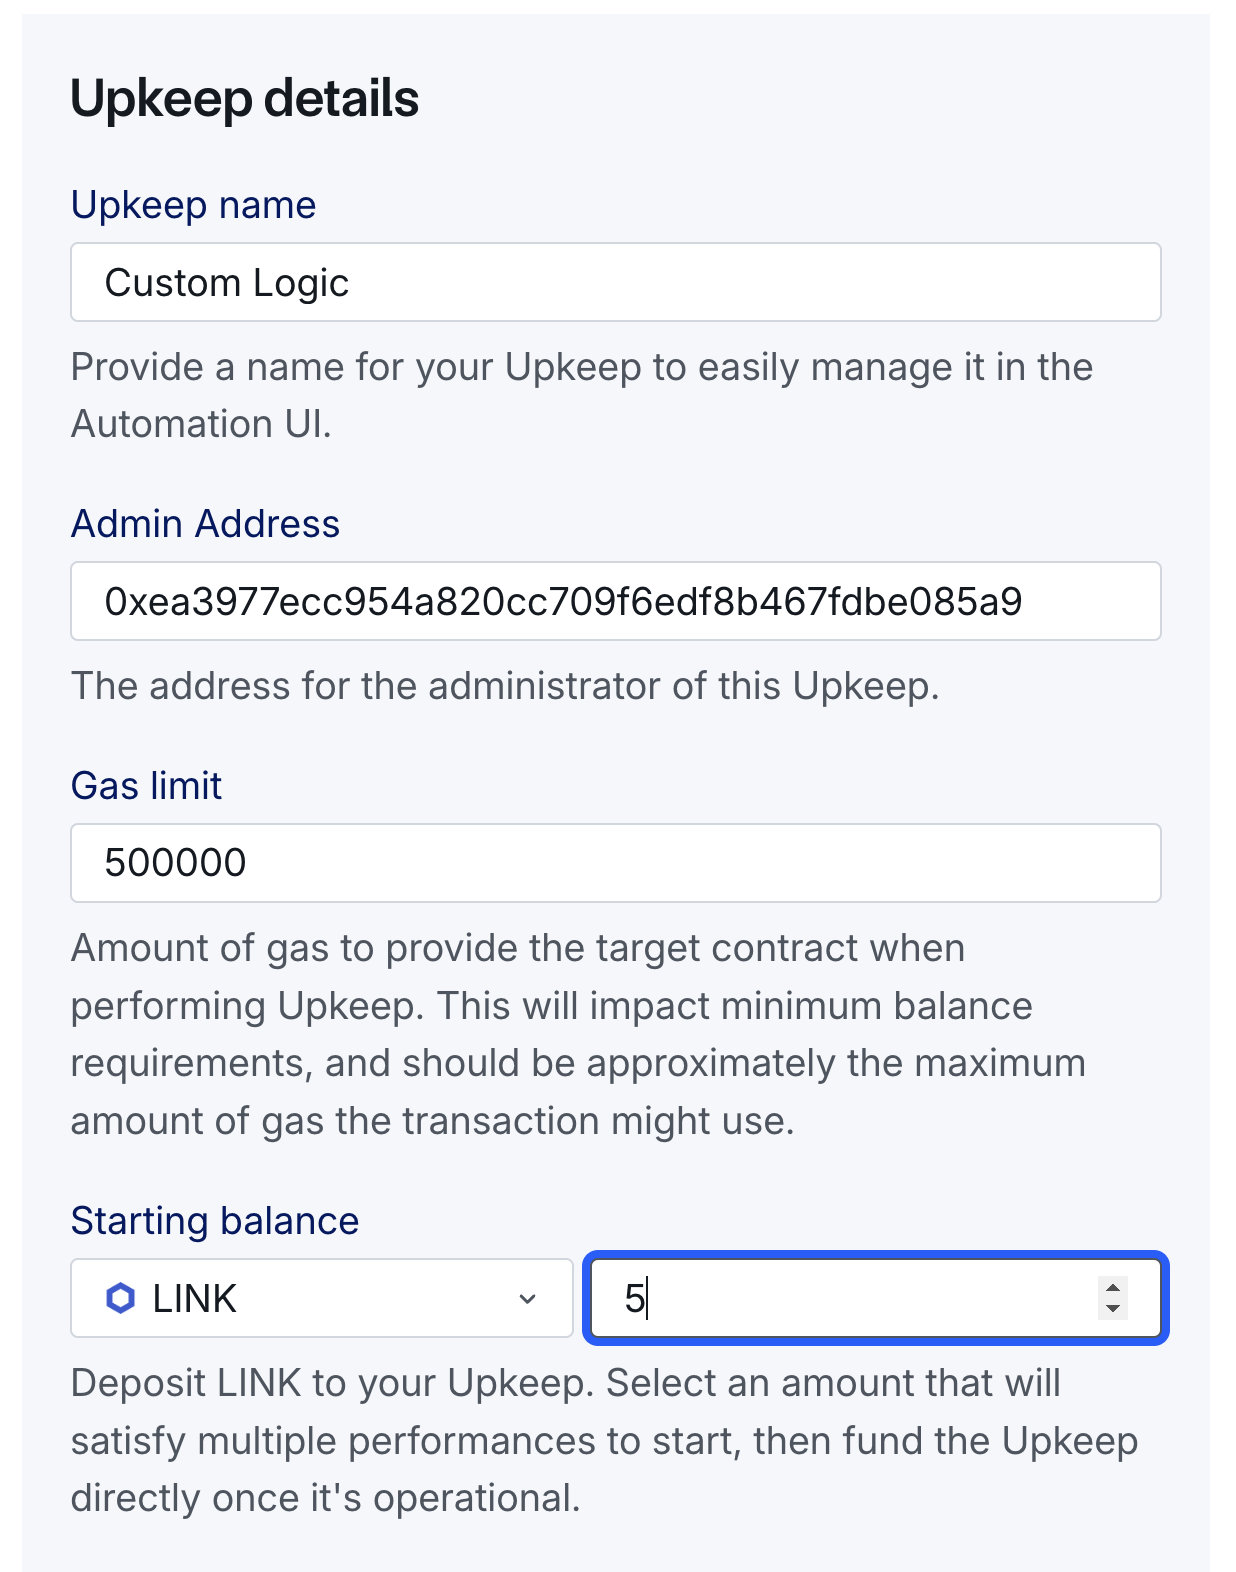 Upkeep details
Upkeep name
Custom Logic
Provide a name for your Upkeep to easily manage it in the
Automation UI.
Admin Address
0xea3977ecc954a820cc709f6edf8b467fdbe085a9
The address for the administrator of this Upkeep.
Gas limit
500000
Amount of gas to provide the target contract when
performing Upkeep. This will impact minimum balance
requirements, and should be approximately the maximum
amount of gas the transaction might use.
Starting balance
LINK 5
Deposit LINK to your Upkeep. Select an amount that will
satisfy multiple performances to start, then fund the Upkeep
directly once it's operational.